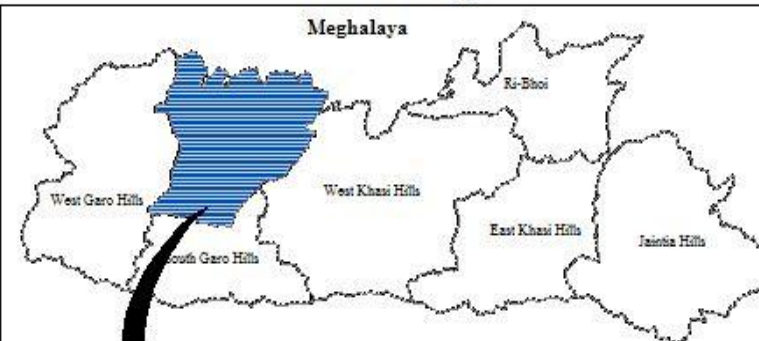 Meghalaya
Ri-Bhoi
West Garo Hills
West Khasi Hills
East Khasi Hills
Jaintia Hills
South Garo Hills